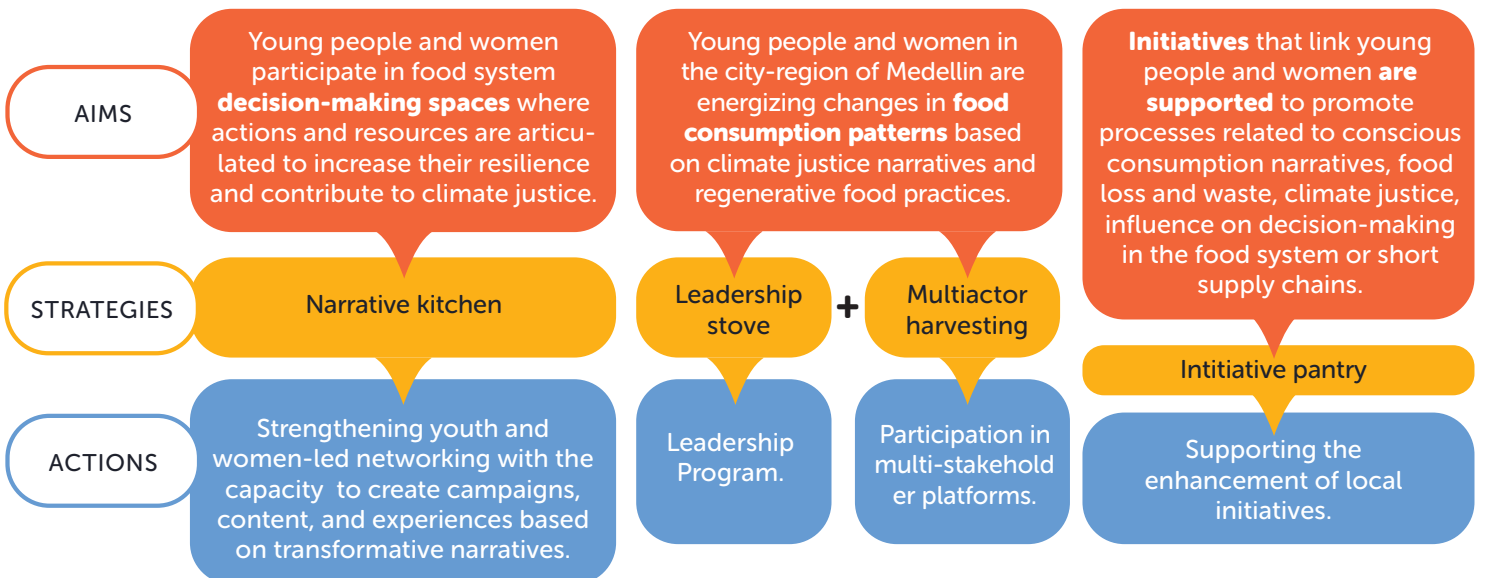 AIMS
Young people and women
participate in food system
decision-making spaces where
actions and resources are articu-
lated to increase their resilience
and contribute to climate justice.
Young people and women in
the city-region of Medellin are
energizing changes in food
consumption patterns based
on climate justice narratives and
regenerative food practices.
Initiatives that link young
people and women are
supported to promote
processes related to conscious
consumption narratives, food
loss and waste, climate justice,
influence on decision-making
in the food system or short
supply chains.
STRATEGIES
Narrative kitchen
Leadership
stove
+
Multiactor
harvesting
Intitiative pantry
ACTIONS
Strengthening youth and
women-led networking with the
capacity to create campaigns,
content, and experiences based
on transformative narratives.
Leadership
Program.
Participation in
multi-stakehold
er platforms.
Supporting the
enhancement of local
initiatives.